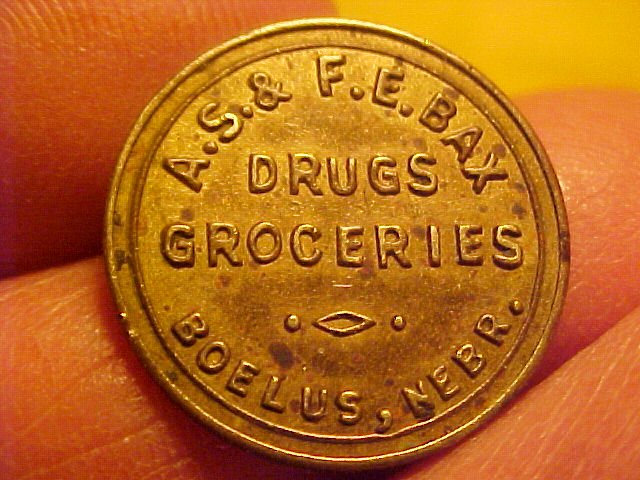 A.S. & F.E. BAX
DRUGS
GROCERIES
BOELUS, NEBR.